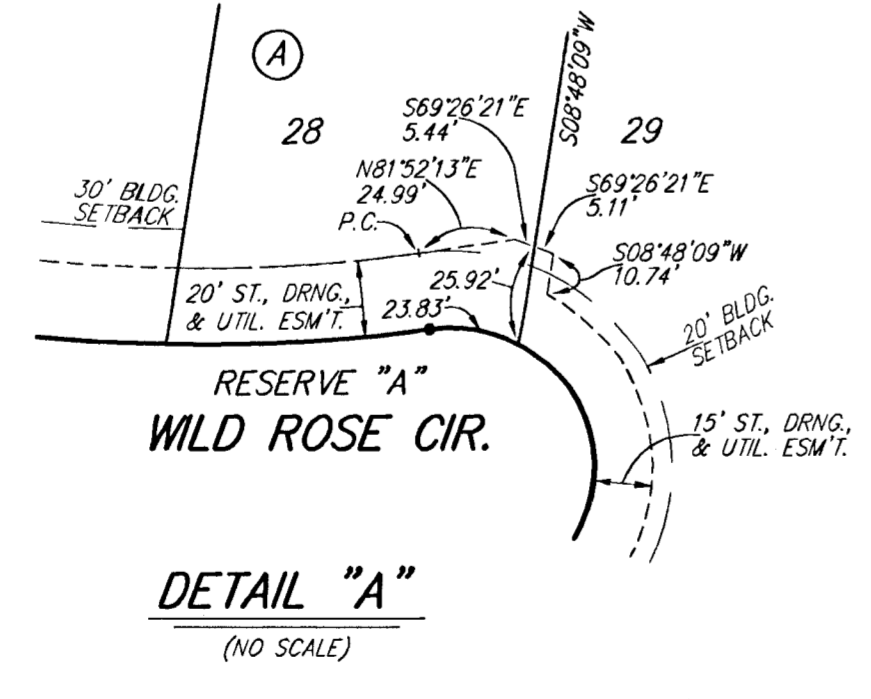 A
S08°48'09"W
S69°26'21"E
5.44'
28
29
N81°52'13"E
24.99'
P.C.
S69°26'21"E
5.11'
30' BLDG.
SETBACK
S08°48'09"W
10.74'
25.92'
20' ST., DRNG.,
& UTIL. ESM'T.
23.83'
20' BLDG.
SETBACK
RESERVE "A"
WILD ROSE CIR.
15' ST., DRNG.,
& UTIL. ESM'T.
DETAIL "A"
(NO SCALE)